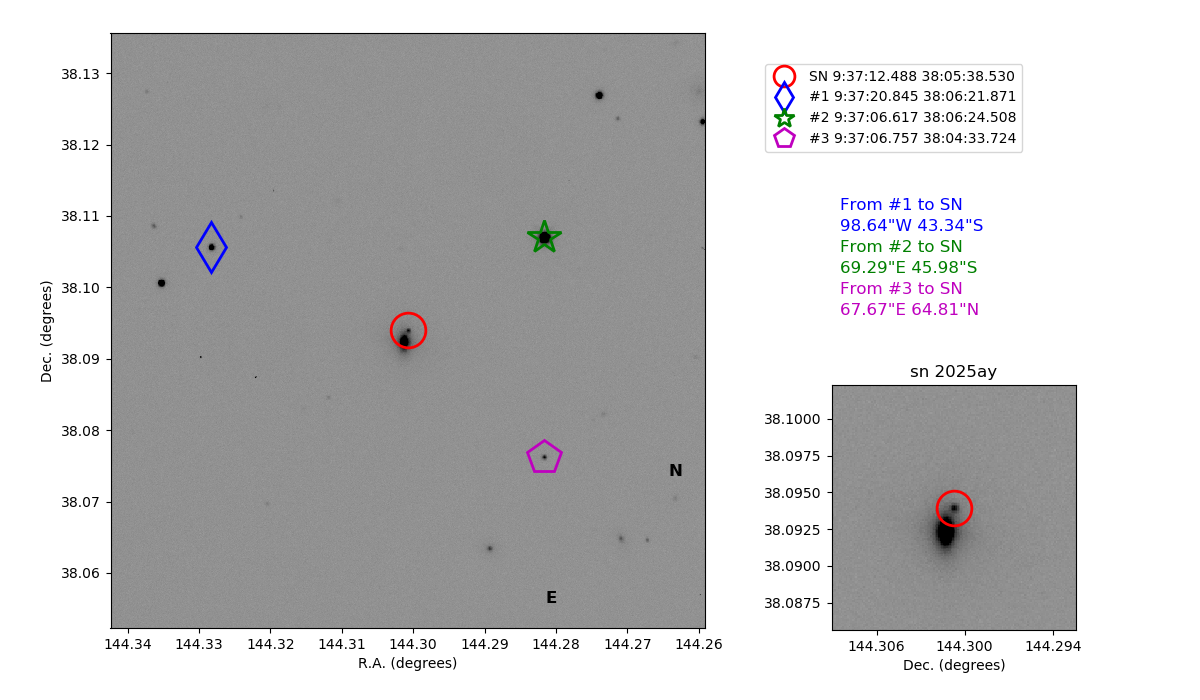 38.13
38.12
38.11
38.10
38.09
38.08
38.07
38.06
Dec. (degrees)
144.34 144.33 144.32 144.31 144.30 144.29 144.28 144.27 144.26
R.A. (degrees)
N
E
SN 9:37:12.488 38:05:38.530
#1 9:37:20.845 38:06:21.871
#2 9:37:06.617 38:06:24.508
#3 9:37:06.757 38:04:33.724
From #1 to SN
98.64"W 43.34"S
From #2 to SN
69.29"E 45.98"S
From #3 to SN
67.67"E 64.81"N
sn 2025ay
38.1000
38.0975
38.0950
38.0925
38.0900
38.0875
144.306 144.300 144.294
Dec. (degrees)